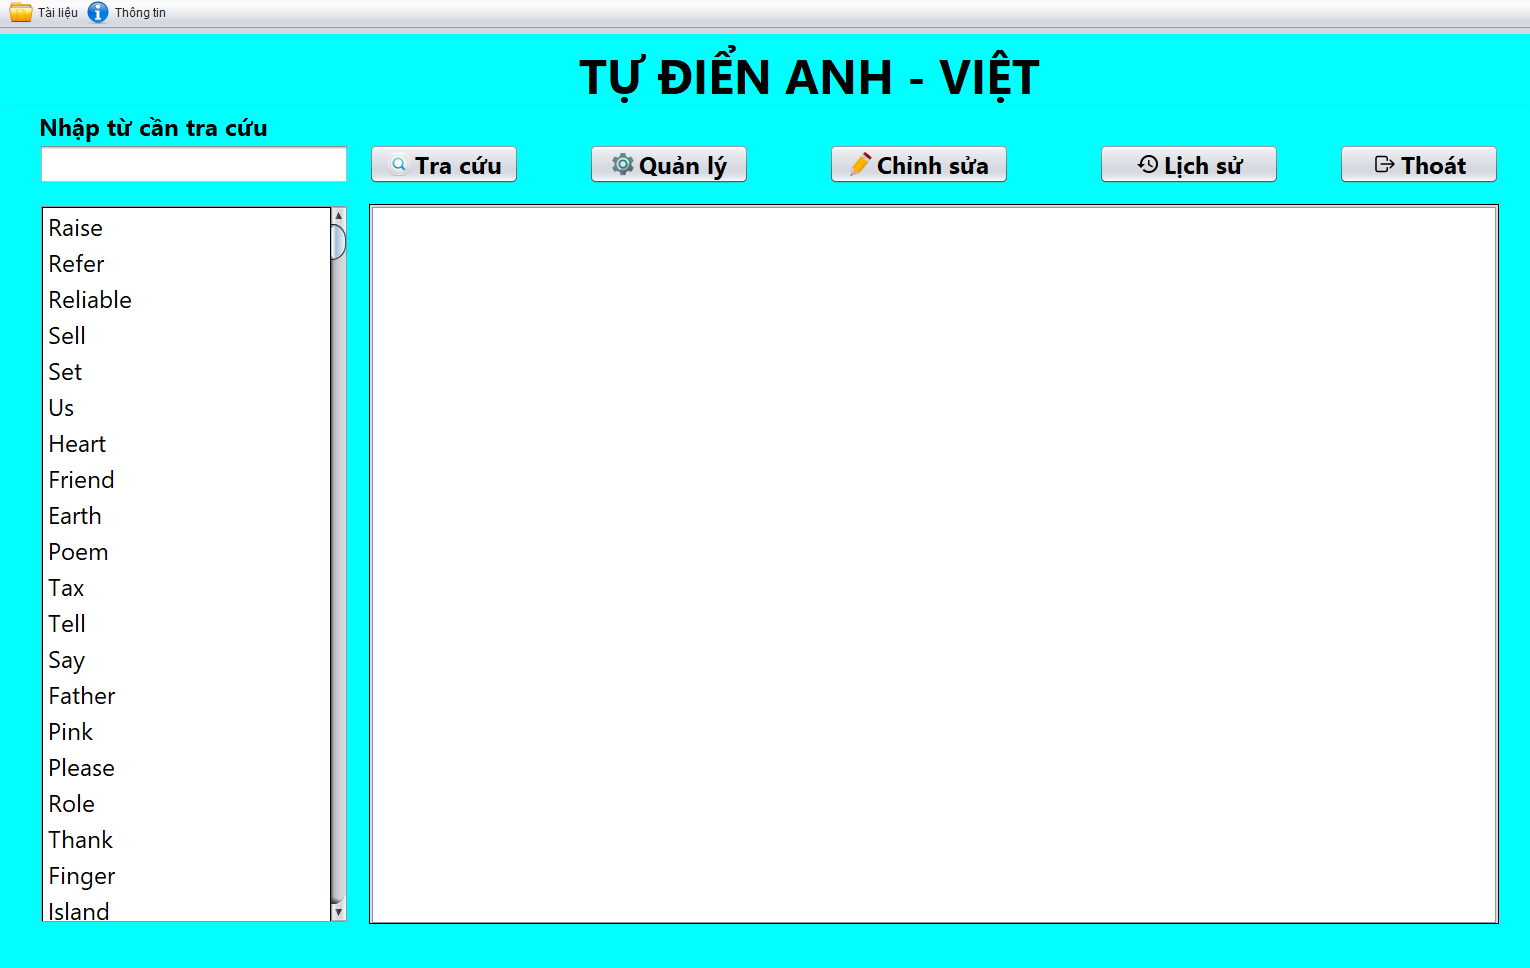 Tài liệu Thông tin
TỰ ĐIỂN ANH - VIỆT
Nhập từ cần tra cứu
Tra cứu Quản lý Chỉnh sửa Lịch sử Thoát
Raise
Refer
Reliable
Sell
Set
Us
Heart
Friend
Earth
Poem
Tax
Tell
Say
Father
Pink
Please
Role
Thank
Finger
Island